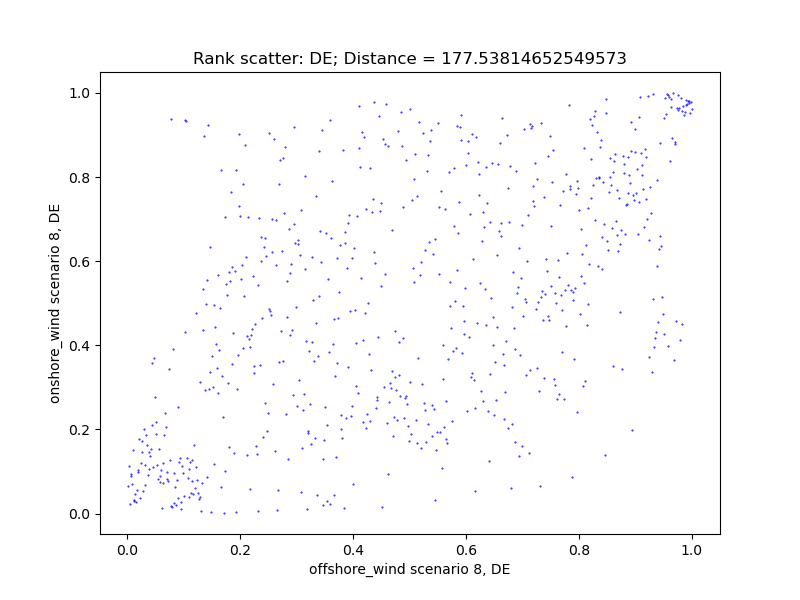 Rank scatter: DE; Distance = 177.53814652549573
1.0
0.8
0.6
0.4
0.2
0.0
onshore_wind scenario 8, DE
0.0 0.2 0.4 0.6 0.8 1.0
offshore_wind scenario 8, DE